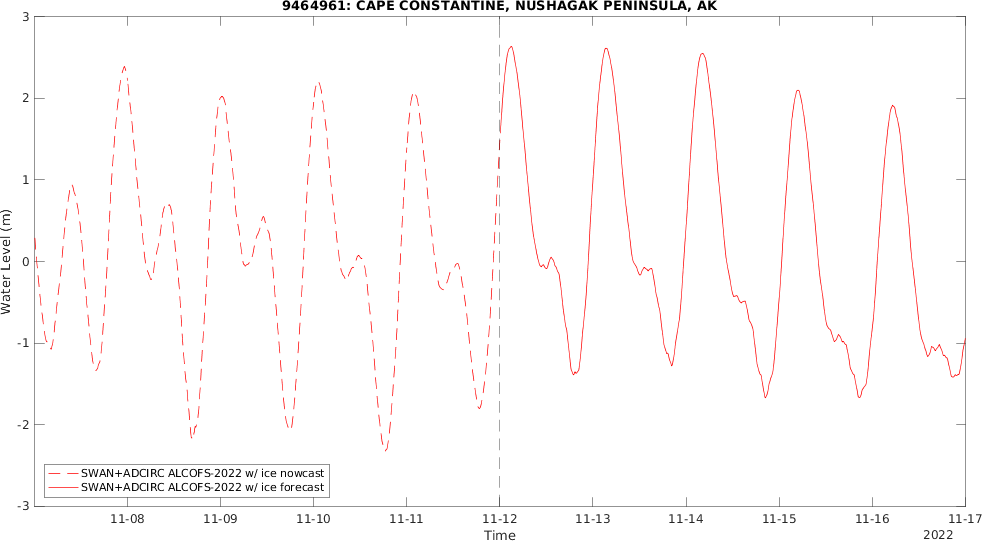 9464961: CAPE CONSTANTINE, NUSHAGAK PENINSULA, AK
3
2
1
0
-1
-2
-3
Water Level (m)
SWAN+ADCIRC ALCOFS-2022 w/ ice nowcast
SWAN+ADCIRC ALCOFS-2022 w/ ice forecast
11-08 11-09 11-10 11-11 11-12 11-13 11-14 11-15 11-16 11-17
Time
2022